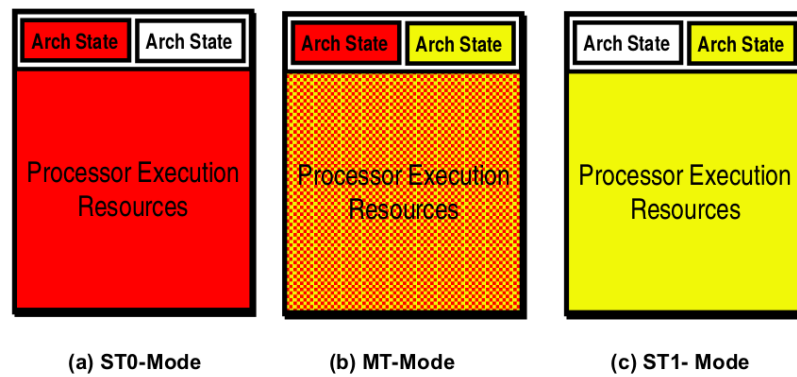 Arch State Arch State
Processor Execution
Resources
(a) ST0-Mode
Arch State Arch State
Processor Execution
Resources
(b) MT-Mode
Arch State Arch State
Processor Execution
Resources
(c) ST1- Mode